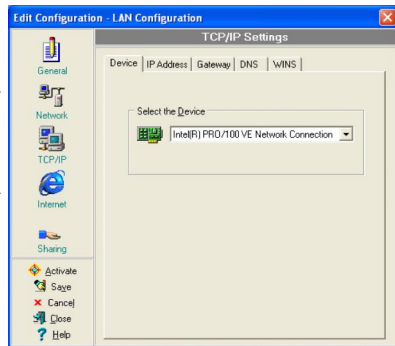 Edit Configuration - LAN Configuration
TCP/IP Settings
General
Network
TCP/IP
Internet
Sharing
Activate
Save
Cancel
Close
Help
Device
IP Address
Gateway
DNS
WINS
Select the Device
Intel(R) PRO/100 VE Network Connection